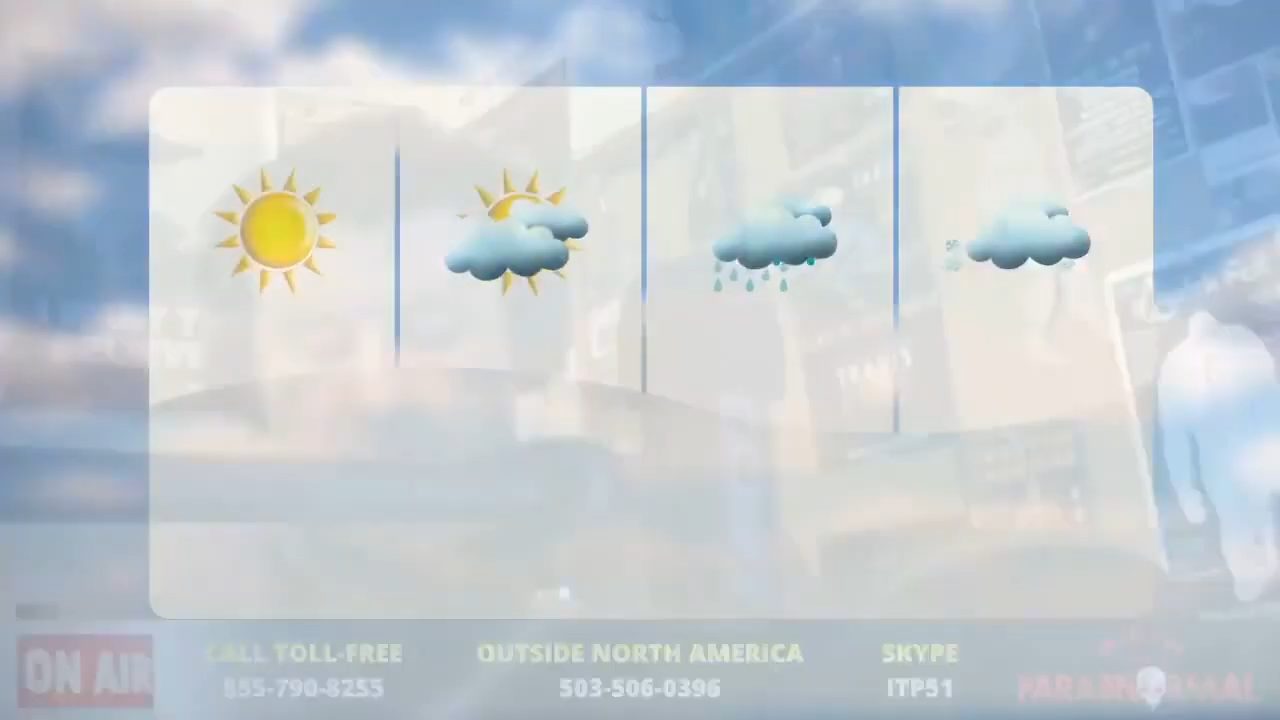 ON AIR
CALL TOLL-FREE
855-790-8255
OUTSIDE NORTH AMERICA
503-506-0396
SKYPE
ITP51